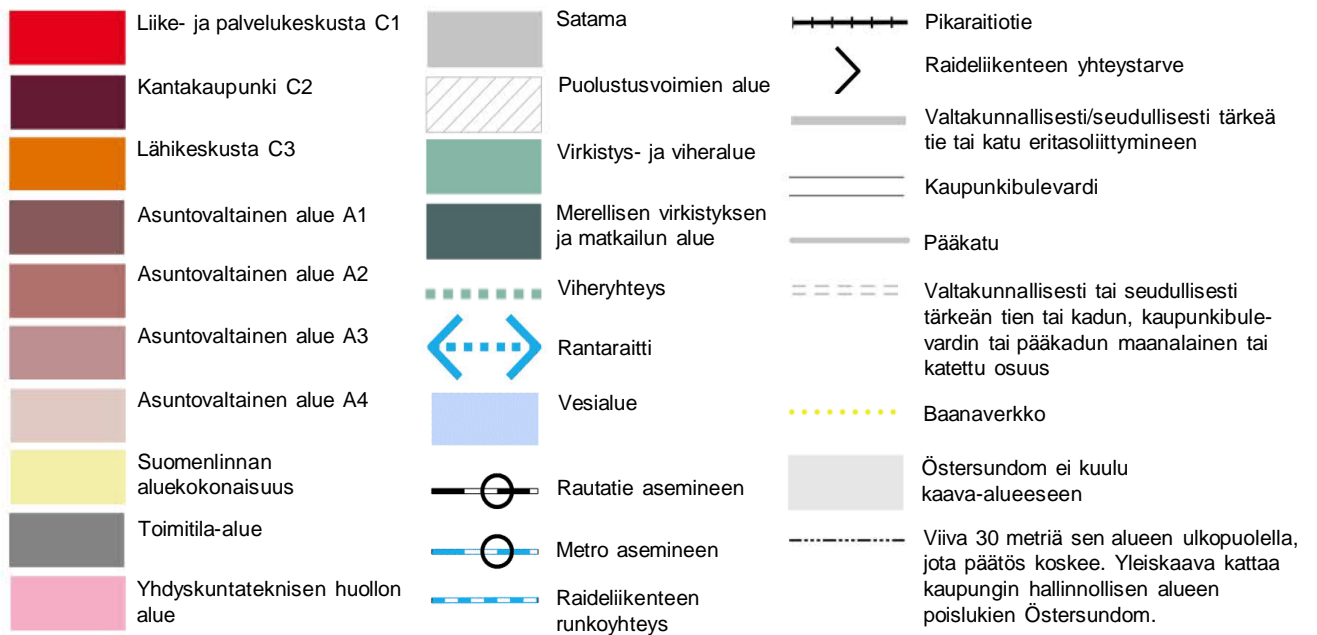 Liike- ja palvelukeskusta C1
Kantakaupunki C2
Lähikeskusta C3
Asuntovaltainen alue A1
Asuntovaltainen alue A2
Asuntovaltainen alue A3
Asuntovaltainen alue A4
Suomenlinnan
aluekokonaisuus
Toimitila-alue
Yhdyskuntateknisen huollon
alue
Satama
Puolustusvoimien alue
Virkistys- ja viheralue
Merellisen virkistyksen
ja matkailun alue
Viheryhteys
Rantaraitti
Vesialue
Rautatie asemineen
Metro asemineen
Raideliikenteen
runkoyhteys
Pikaraitiotie
Raideliikenteen yhteystarve
Valtakunnallisesti/seudullisesti tärkeä
tie tai katu eritasoliittymineen
Kaupunkibulevardi
Pääkatu
Valtakunnallisesti tai seudullisesti
tärkeän tien tai kadun, kaupunkibule-
vardin tai pääkadun maanalainen tai
katettu osuus
Baanaverkko
Östersundom ei kuulu
kaava-alueeseen
Viiva 30 metriä sen alueen ulkopuolella,
jota päätös koskee. Yleiskaava kattaa
kaupungin hallinnollisen alueen
poislukien Östersundom.